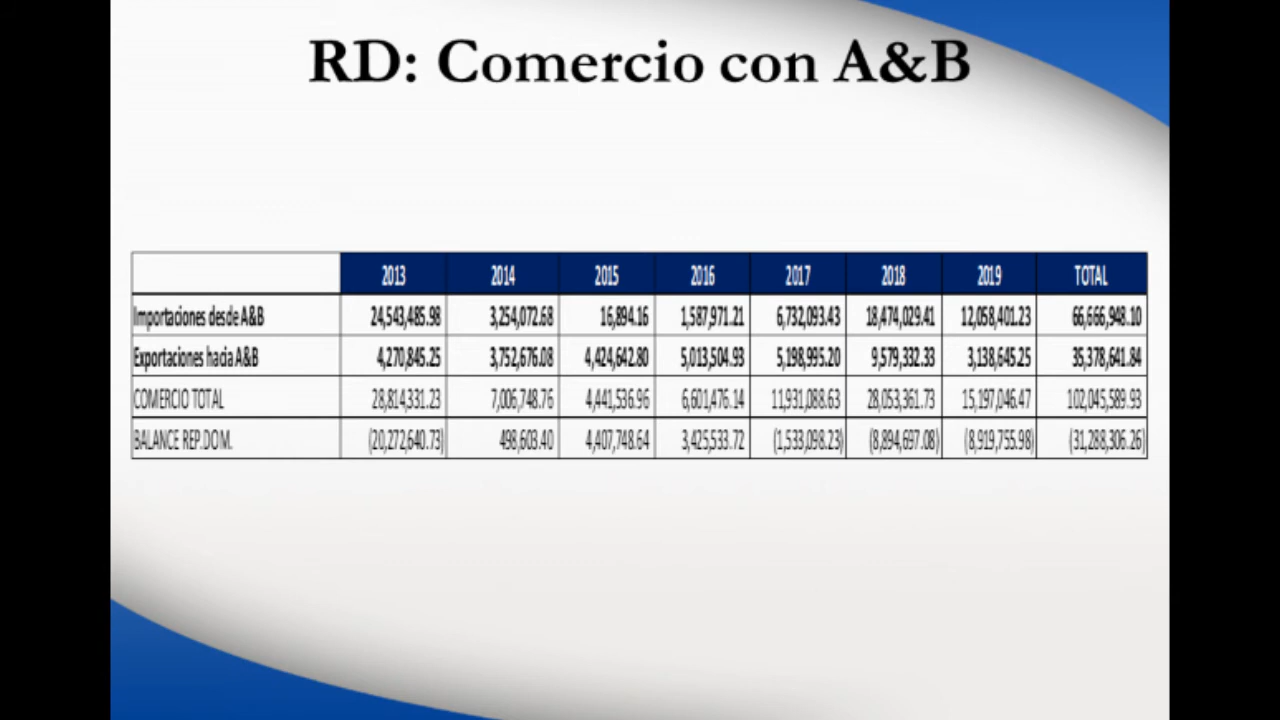 RD: Comercio con A&B
2013 2014 2015 2016 2017 2018 2019 TOTAL
Importaciones desde A&B 24,543,485.98 3,254,072.68 16,894.16 1,587,971.21 6,732,093.43 18,474,029.41 12,058,401.23 66,666,948.10
Exportaciones hacia A&B 4,270,845.25 3,752,676.08 4,424,642.80 5,013,504.93 5,198,995.20 9,579,332.33 3,138,645.25 35,378,641.84
COMERCIO TOTAL 28,814,331.23 7,006,748.76 4,441,536.96 6,601,476.14 11,931,088.63 28,053,361.73 15,197,046.47 102,045,589.93
BALANCE REP.DOM. (20,272,640.73) 498,603.40 4,407,748.64 3,425,533.72 (1,533,098.23) (8,894,697.08) (8,919,755.98) (31,288,306.26)